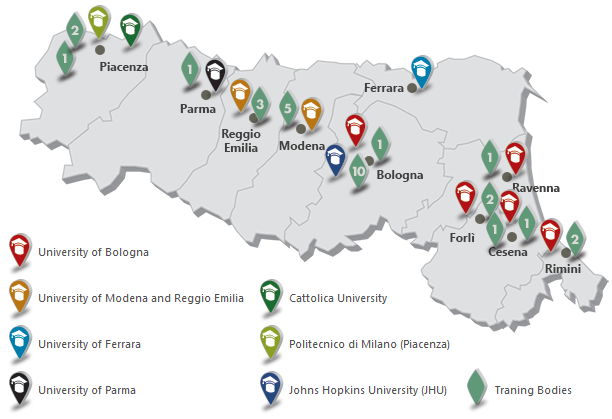 2
1
Piacenza
1
Parma
3
Reggio
Emilia
5
Modena
Ferrara
1
10
Bologna
1
Ravenna
2
1
Forlì
1
Cesena
2
Rimini
University of Bologna
University of Modena and Reggio Emilia
Cattolica University
University of Ferrara
Politecnico di Milano (Piacenza)
University of Parma
Johns Hopkins University (JHU)
Traning Bodies